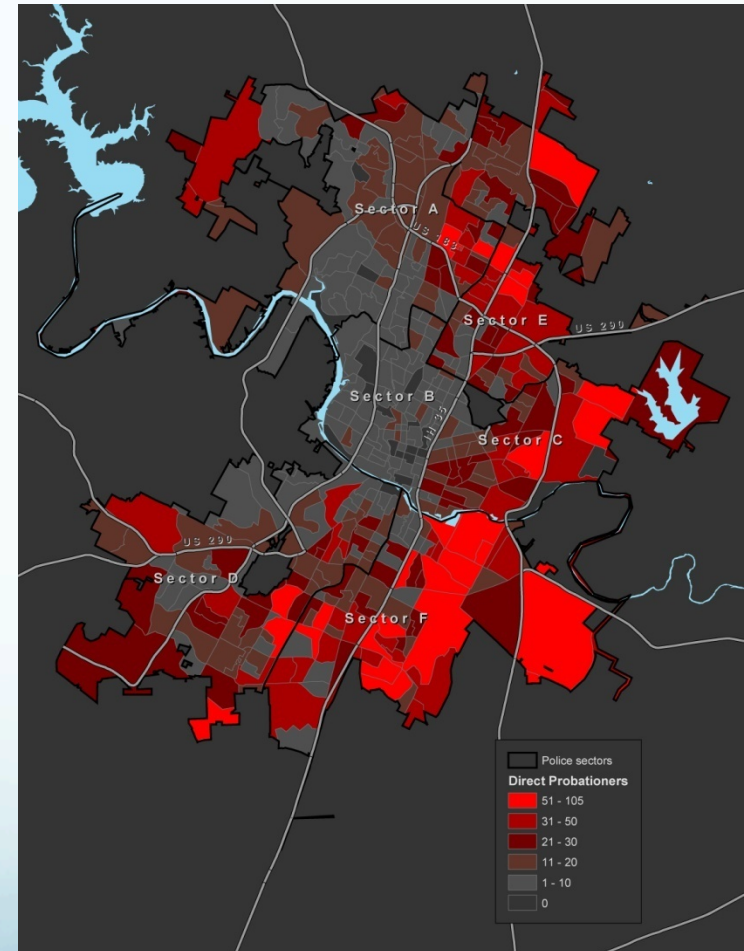 Sector A
US 183
Sector E
US 290
Sector B
IH 35
Sector C
US 290
Sector D
Sector F
Police sectors
Direct Probationers
51 - 105
31 - 50
21 - 30
11 - 20
1 - 10
0